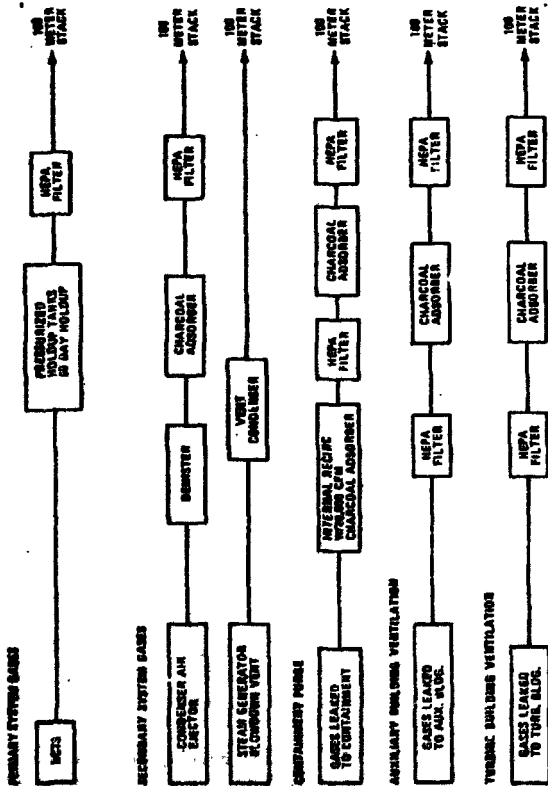 PRIMARY SYSTEM GASES
PRESSURIZED
HOLDUP TANKS
DAY HOLDUP
HEPA
FILTER
100
METER
STACK
SECONDARY SYSTEM GASES
CONDENSER AIR
EJECTOR
DEMISTER
CHARCOAL
ADSORBER
HEPA
FILTER
100
METER
STACK
STEAM GENERATOR
BLOWDOWN VENT
VENT
CONDENSER
100
METER
STACK
CONTAINMENT PURGE
GASES LEAKED
TO CONTAINMENT
INTERNAL RECIRC
CFM
CHARCOAL ADSORBER
HEPA
FILTER
CHARCOAL
ADSORBER
HEPA
FILTER
100
METER
STACK
AUXILIARY BUILDING VENTILATION
GASES LEAKED
TO AUX. BLDG.
HEPA
FILTER
CHARCOAL
ADSORBER
HEPA
FILTER
100
METER
STACK
TURBINE BUILDING VENTILATION
GASES LEAKED
TO TURB. BLDG.
HEPA
FILTER
CHARCOAL
ADSORBER
HEPA
FILTER
100
METER
STACK